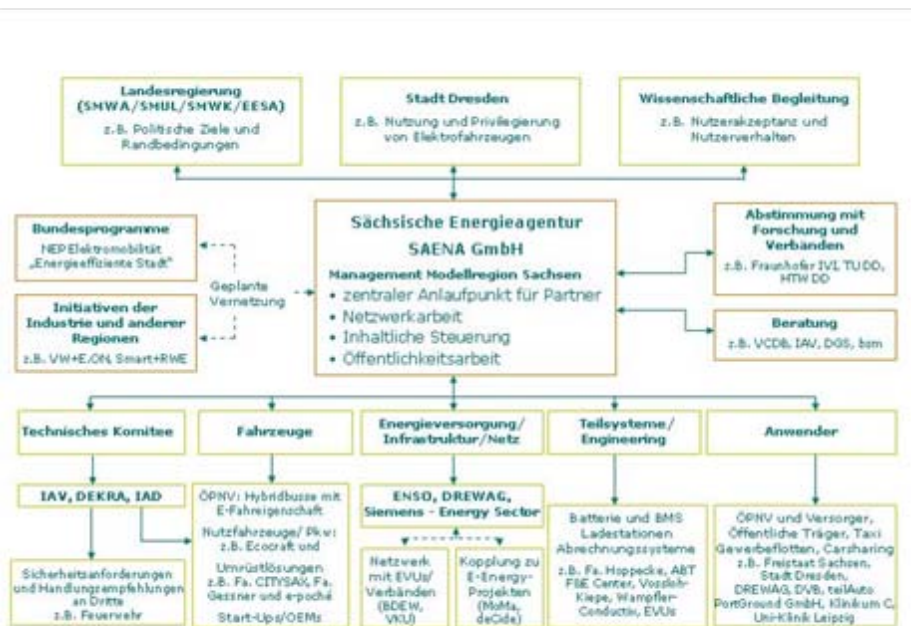 Landesregierung
(SMWA/SMUL/SMWK/EESA)
z.B. Politische Ziele und
Randbedingungen
Stadt Dresden
z.B. Nutzung und Privilegierung
von Elektrofahrzeugen
Wissenschaftliche Begleitung
z.B. Nutzerakzeptanz und
Nutzerverhalten
Bundesprogramme
NEP Elektromobilität
„Energieeffiziente Stadt"
Initiativen der
Industrie und anderer
Regionen
z.B. VW+E.ON, Smart+RWE
Geplante
Vernetzung
Sächsische Energieagentur
SAENA GmbH
Management Modellregion Sachsen
• zentraler Anlaufpunkt für Partner
• Netzwerkarbeit
• Inhaltliche Steuerung
• Öffentlichkeitsarbeit
Abstimmung mit
Forschung und
Verbänden
z.B. Fraunhofer IVI, TU DD,
HTW DD
Beratung
z.B. VCDB, IAV, DGS, bsm
Technisches Komitee
IAV, DEKRA, IAD
Sicherheitsanforderungen
und Handlungsempfehlungen
an Dritte
z.B. Feuerwehr
Fahrzeuge
ÖPNV: Hybridbusse mit
E-Fahreigenschaft
Nutzfahrzeuge/ Pkw:
z.B. Ecocraft und
Umrüstlösungen
z.B. Fa. CITYSAX, Fa.
Gessner und e-poché
Start-Ups/OEMs
Energieversorgung/
Infrastruktur/Netz
ENSO, DREWAG,
Siemens - Energy Sector
Netzwerk
mit EVUs/
Verbänden
(BDEW,
VKU)
Kopplung zu
E-Energy-
Projekten
(MoMa,
deCide)
Teilsysteme/
Engineering
Batterie und BMS
Ladestationen
Abrechnungssysteme
z.B. Fa. Hoppecke, ABT
F&E Center, Vossloh-
Kiepe, Wampfler-
Conductix, EVUs
Anwender
ÖPNV und Versorger,
Öffentliche Träger, Taxi
Gewerbeflotten, Carsharing
z.B. Freistaat Sachsen,
Stadt Dresden,
DREWAG, DVB, teilAuto
PortGround GmbH, Klinikum C,
Uni-Klinik Leipzig